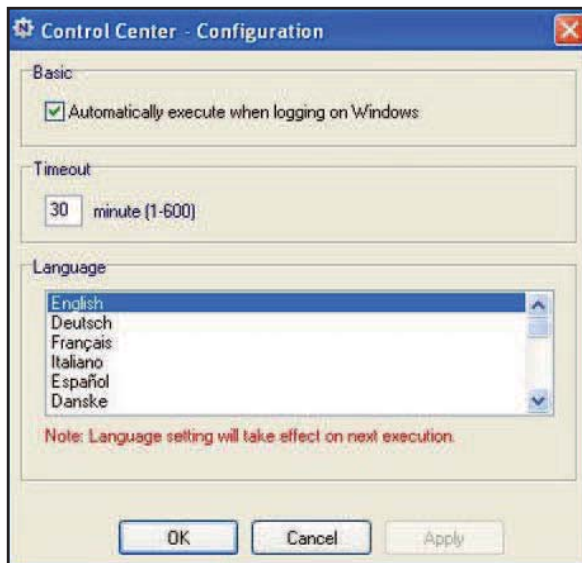 Control Center - Configuration
Basic
Automatically execute when logging on Windows
Timeout
30 minute (1-600)
Language
English
Deutsch
Français
Italiano
Español
Danske
Note: Language setting will take effect on next execution.
OK Cancel Apply